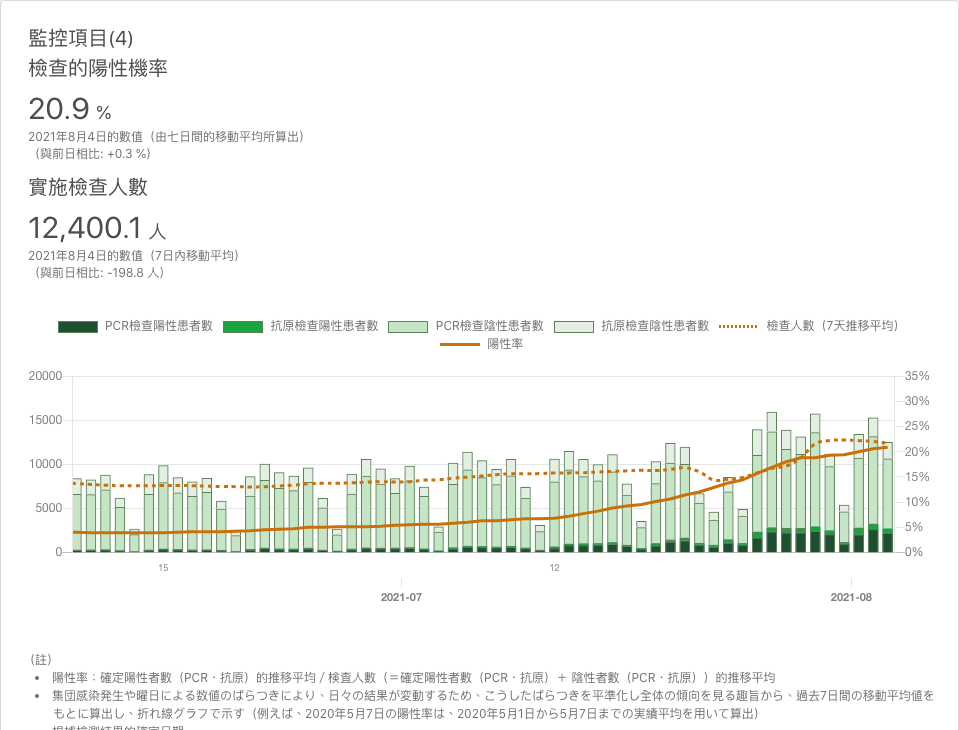 監控項目(4)
檢查的陽性機率
20.9 %
2021年8月4日的數值（由七日間的移動平均所算出）
（與前日相比: +0.3 %)
實施檢查人數
12,400.1 人
2021年8月4日的數值（7日內移動平均）
（與前日相比: -198.8 人）
PCR檢查陽性患者數 抗原檢查陽性患者數 PCR檢查陰性患者數 抗原檢查陰性患者數 檢查人數（7天推移平均）
陽性率
20000 35%
30%
15000 25%
20%
10000 15%
5000 10%
5%
0 0%
15 12
2021-07 2021-08
（註）
• 陽性率：確定陽性者數（PCR・抗原）的推移平均 / 検査人數（＝確定陽性者數（PCR・抗原）＋ 陰性者數（PCR・抗原））的推移平均
• 集団感染発生や曜日による数値のばらつきにより、日々の結果が変動するため、こうしたばらつきを平準化し全体の傾向を見る趣旨から、過去7日間の移動平均値を
もとに算出し、折れ線グラフで示す（例えば、2020年5月7日の陽性率は、2020年5月1日から5月7日までの実績平均を用いて算出）